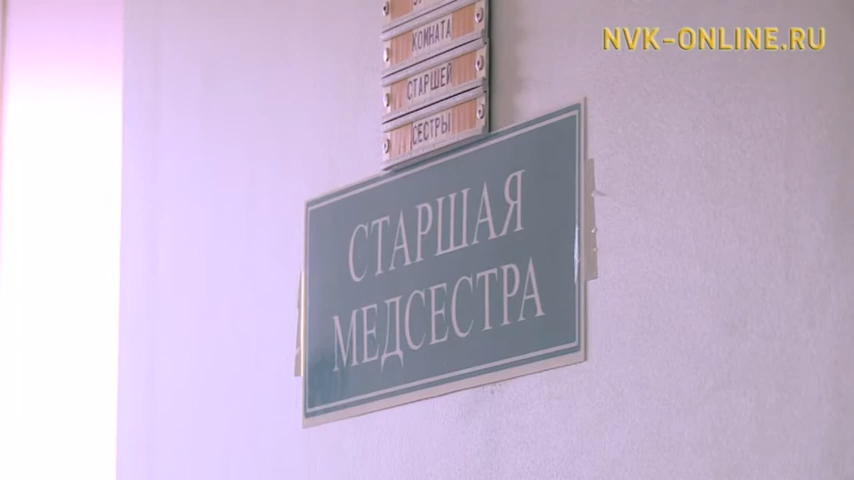 NVK-ONLINE.RU
КОМНАТА
СТАРШЕЙ
СЕСТРЫ
СТАРШАЯ
МЕДСЕСТРА